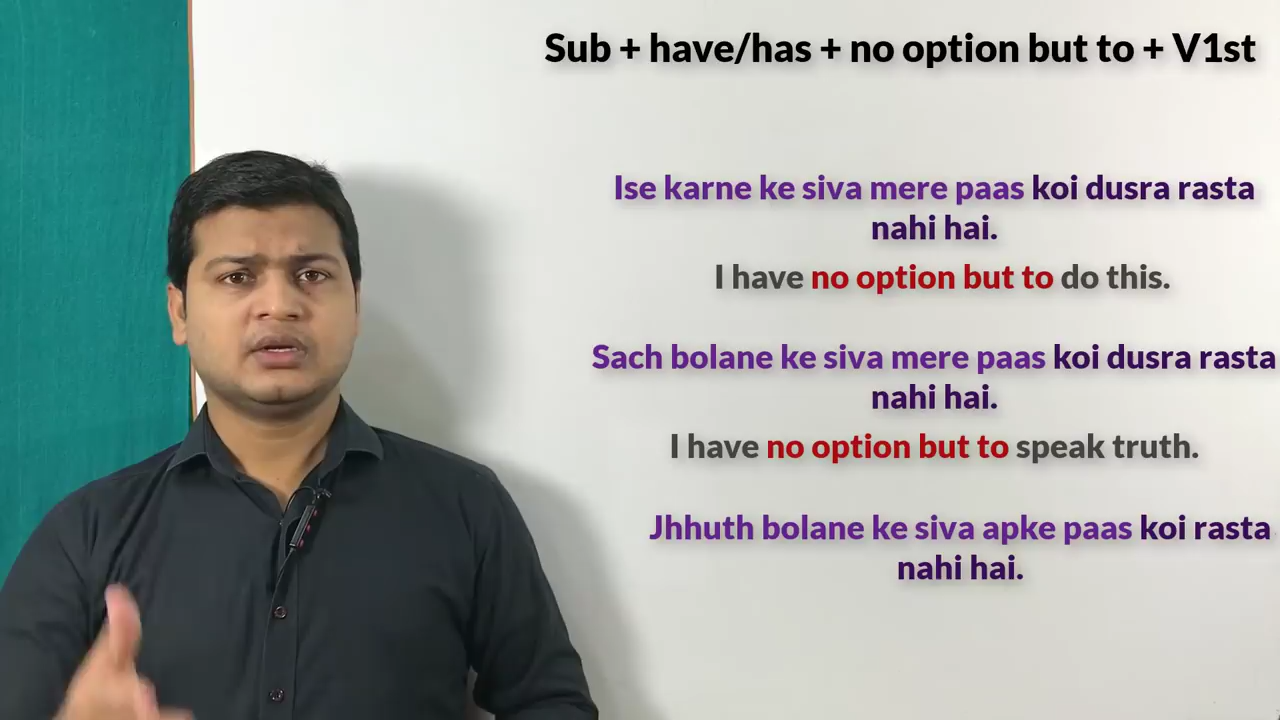 Sub + have/has + no option but to + V1st
Ise karne ke siva mere paas koi dusra rasta
nahi hai.
I have no option but to do this.
Sach bolane ke siva mere paas koi dusra rasta
nahi hai.
I have no option but to speak truth.
Jhhuth bolane ke siva apke paas koi rasta
nahi hai.